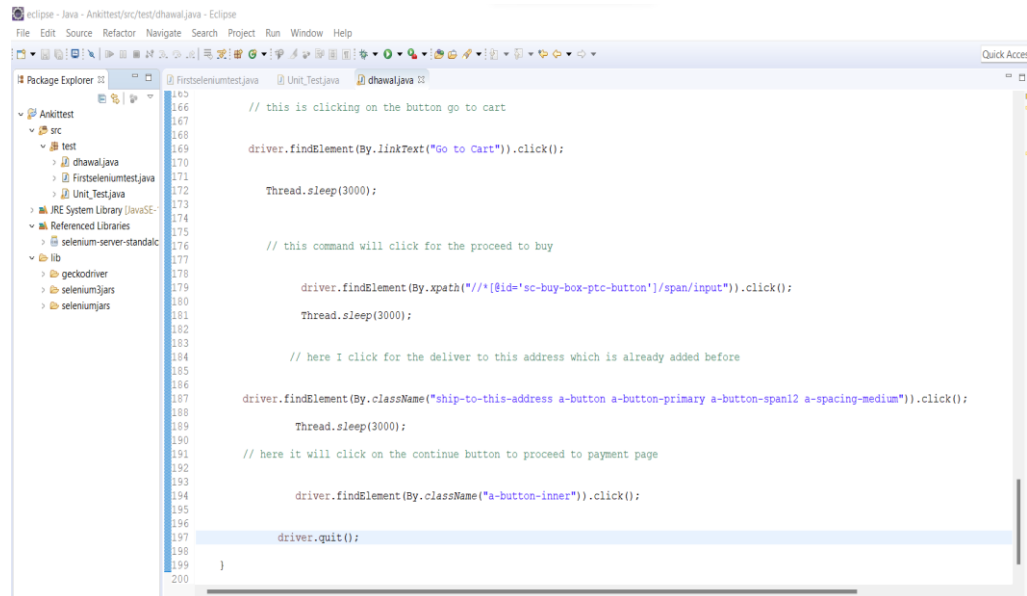 eclipse - Java - Ankittest/src/test/dhawal.java - Eclipse
File Edit Source Refactor Navigate Search Project Run Window Help
Quick Acces
Package Explorer
Firstseleniumtest.java Unit_Test.java dhawal.java
Ankittest
src
test
dhawal.java
Firstseleniumtest.java
Unit_Test.java
JRE System Library [JavaSE-
Referenced Libraries
selenium-server-standalc
lib
geckodriver
selenium3jars
seleniumjars
165
166 // this is clicking on the button go to cart
167
168
169 driver.findElement(By.linkText("Go to Cart")).click();
170
171
172 Thread.sleep(3000);
173
174
175
176 // this command will click for the proceed to buy
177
178
179 driver.findElement(By.xpath("//*[@id='sc-buy-box-ptc-button']/span/input")).click();
180
181 Thread.sleep(3000);
182
183
184 // here I click for the deliver to this address which is already added before
185
186
187 driver.findElement(By.className("ship-to-this-address a-button a-button-primary a-button-span12 a-spacing-medium")).click();
188
189 Thread.sleep(3000);
190
191 // here it will click on the continue button to proceed to payment page
192
193
194 driver.findElement(By.className("a-button-inner")).click();
195
196
197 driver.quit();
198
199 }
200